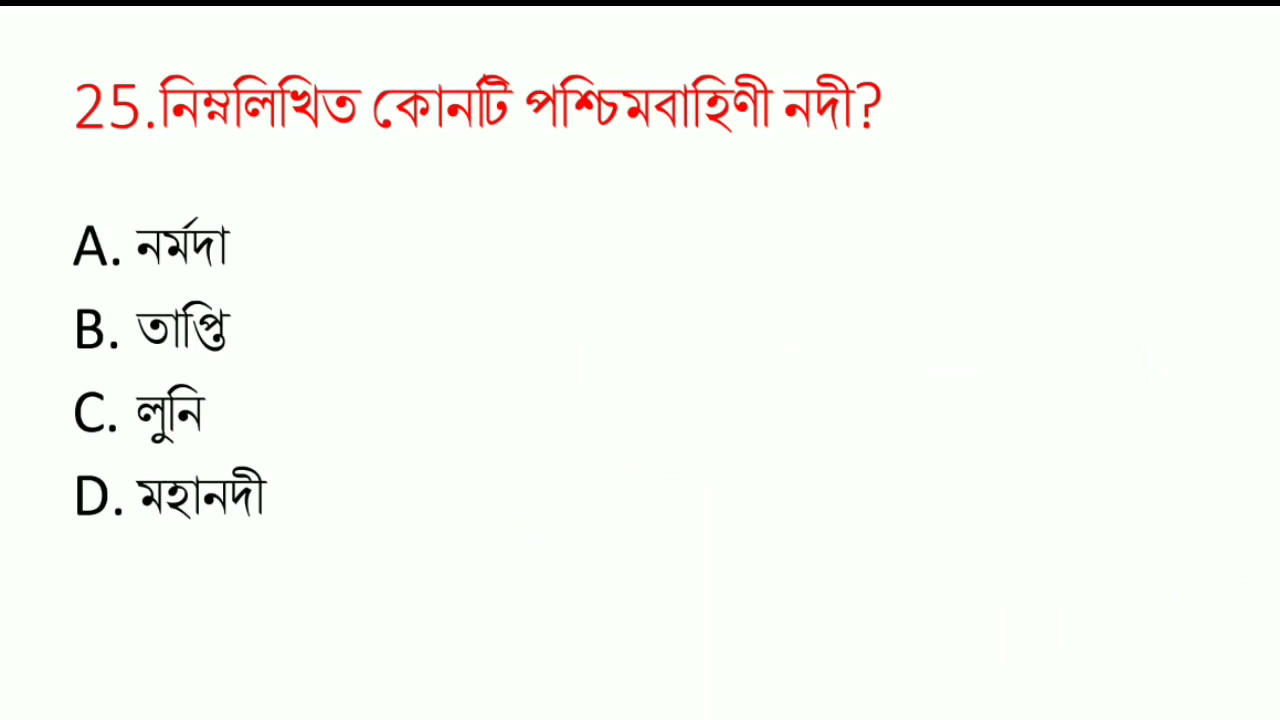 25.নিম্নলিখিত কোনটি পশ্চিমবাহিণী নদী?
A. নর্মদা
B. তাপ্তি
C. লুনি
D. মহানদী